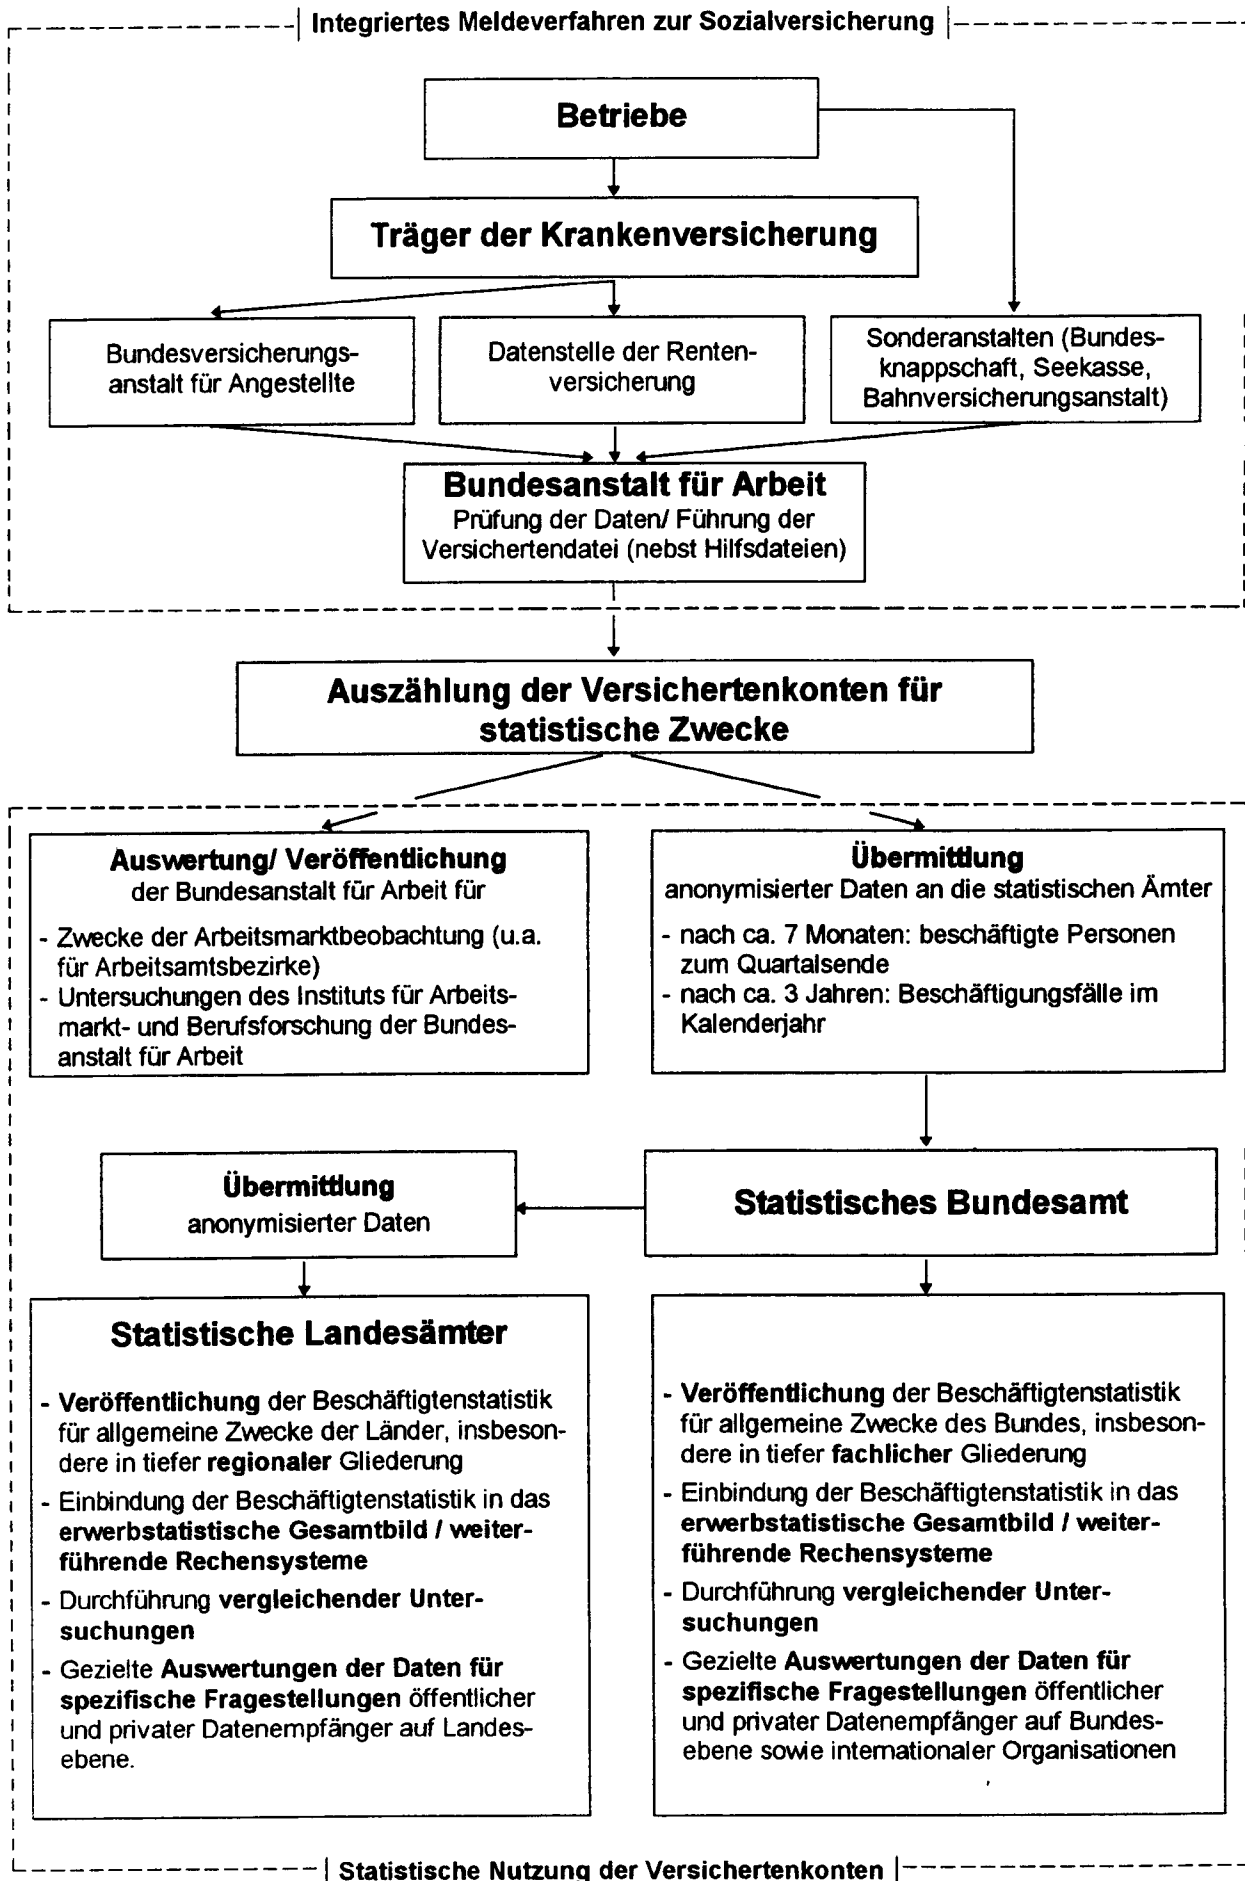 Integriertes Meldeverfahren zur Sozialversicherung
Betriebe
Träger der Krankenversicherung
Bundesversicherungs-
anstalt für Angestellte
Datenstelle der Renten-
versicherung
Sonderanstalten (Bundes-
knappschaft, Seekasse,
Bahnversicherungsanstalt)
Bundesanstalt für Arbeit
Prüfung der Daten/ Führung der
Versichertendatei (nebst Hilfsdateien)
Auszählung der Versichertenkonten für
statistische Zwecke
Auswertung/ Veröffentlichung
der Bundesanstalt für Arbeit für
- Zwecke der Arbeitsmarktbeobachtung (u.a.
für Arbeitsamtsbezirke)
- Untersuchungen des Instituts für Arbeits-
markt- und Berufsforschung der Bundes-
anstalt für Arbeit
Übermittlung
anonymisierter Daten an die statistischen Ämter
- nach ca. 7 Monaten: beschäftigte Personen
zum Quartalsende
- nach ca. 3 Jahren: Beschäftigungsfälle im
Kalenderjahr
Übermittlung
anonymisierter Daten
Statistisches Bundesamt
Statistische Landesämter
- Veröffentlichung der Beschäftigtenstatistik
für allgemeine Zwecke der Länder, insbeson-
dere in tiefer regionaler Gliederung
- Einbindung der Beschäftigtenstatistik in das
erwerbstatistische Gesamtbild / weiter-
führende Rechensysteme
- Durchführung vergleichender Unter-
suchungen
- Gezielte Auswertungen der Daten für
spezifische Fragestellungen öffentlicher
und privater Datenempfänger auf Landes-
ebene.
- Veröffentlichung der Beschäftigtenstatistik
für allgemeine Zwecke des Bundes, insbeson-
dere in tiefer fachlicher Gliederung
- Einbindung der Beschäftigtenstatistik in das
erwerbstatistische Gesamtbild / weiter-
führende Rechensysteme
- Durchführung vergleichender Unter-
suchungen
- Gezielte Auswertungen der Daten für
spezifische Fragestellungen öffentlicher
und privater Datenempfänger auf Bundes-
ebene sowie internationaler Organisationen
Statistische Nutzung der Versichertenkonten